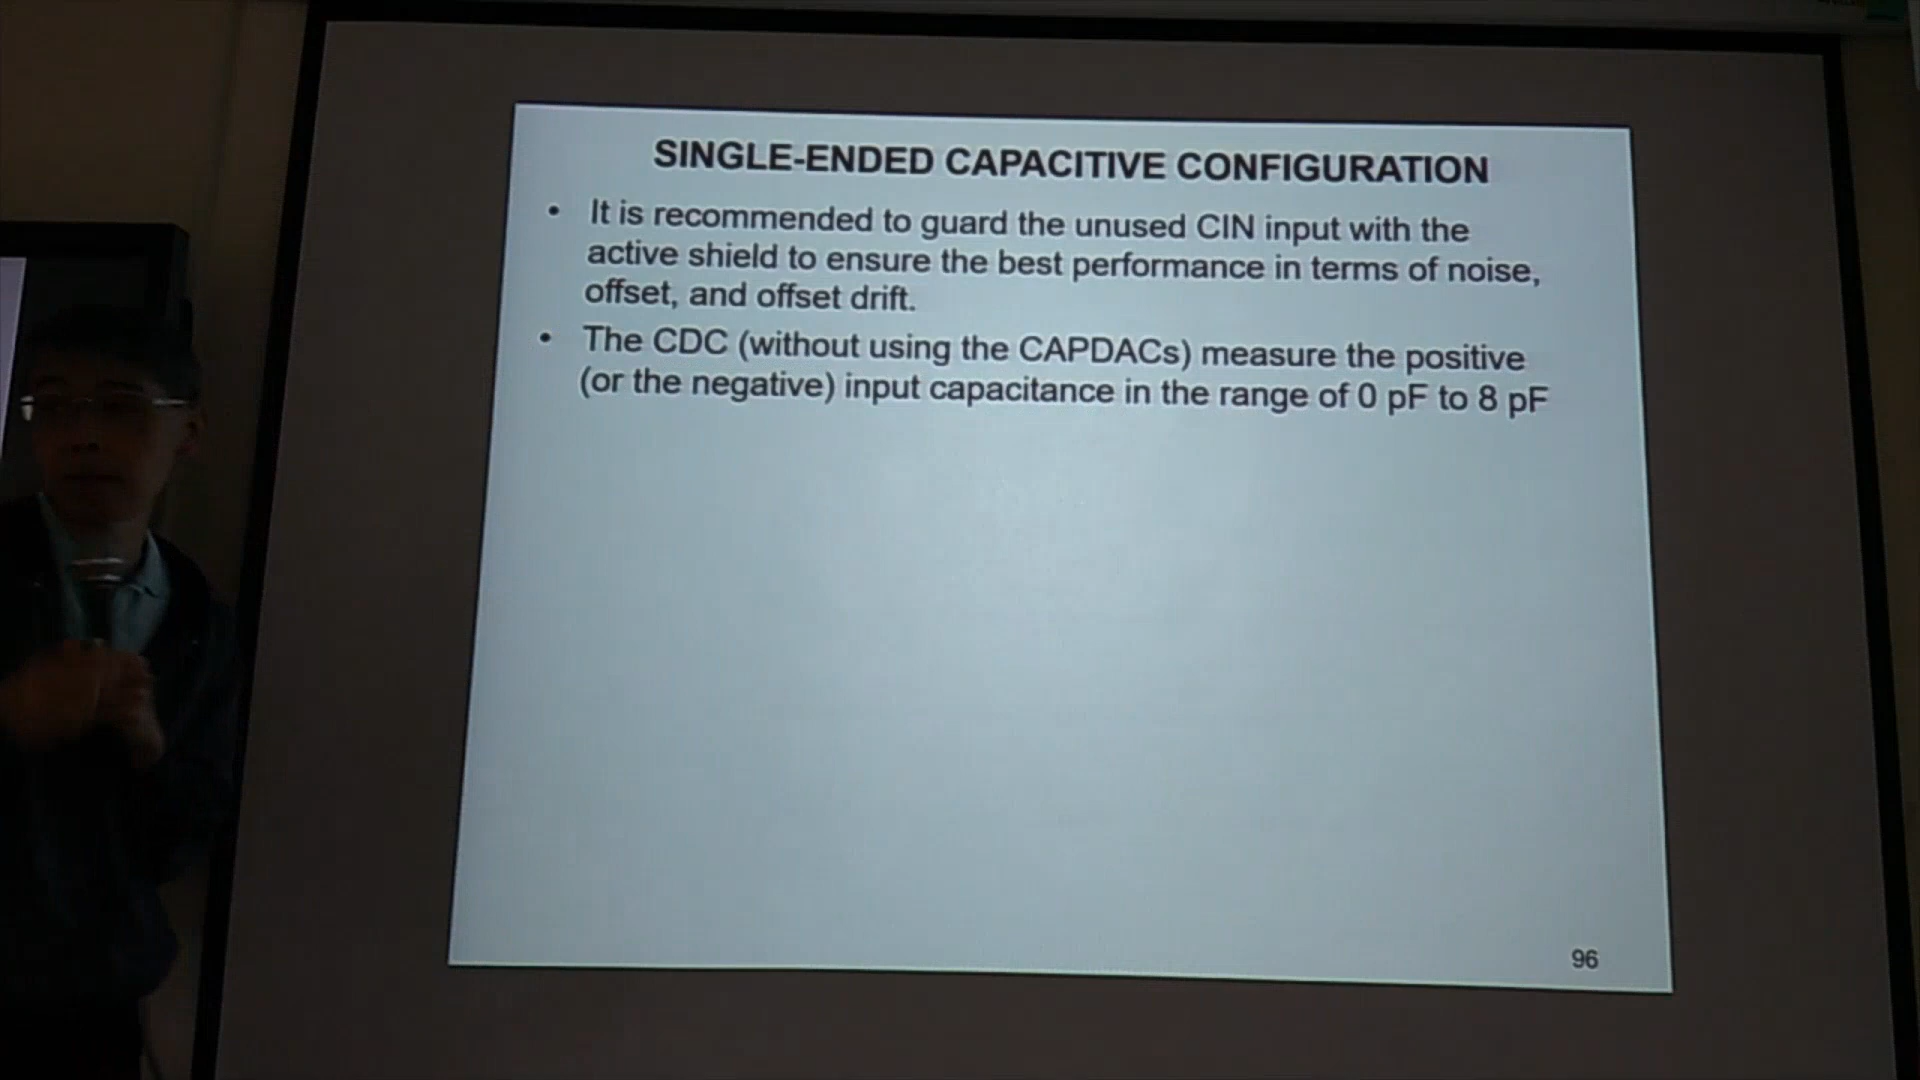 SINGLE-ENDED CAPACITIVE CONFIGURATION
• It is recommended to guard the unused CIN input with the
active shield to ensure the best performance in terms of noise,
offset, and offset drift.
• The CDC (without using the CAPDACs) measure the positive
(or the negative) input capacitance in the range of 0 pF to 8 pF
96